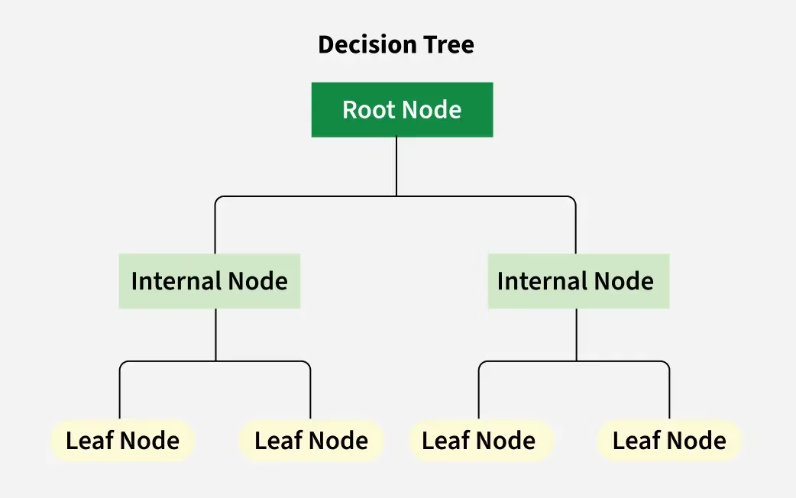 Decision Tree
Root Node
Internal Node
Internal Node
Leaf Node
Leaf Node
Leaf Node
Leaf Node